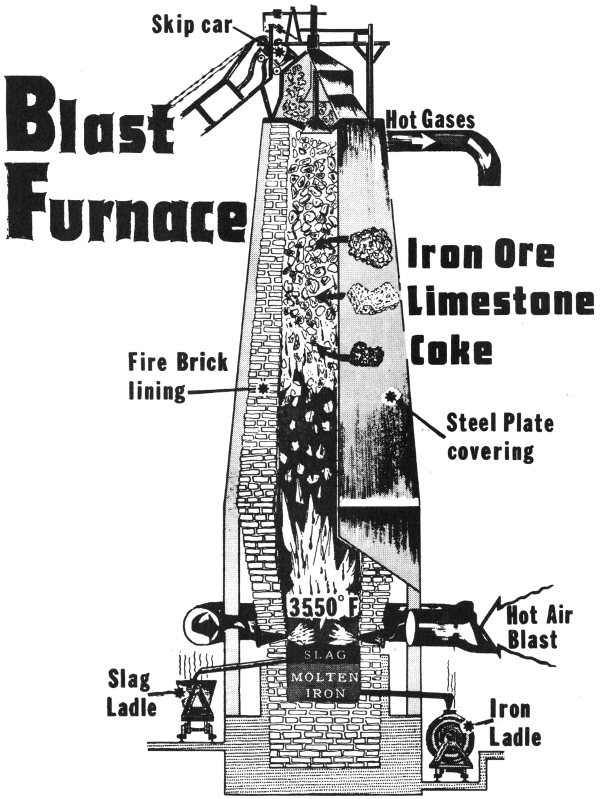 Skip car
Blast
Furnace
Hot Gases
Iron Ore
Limestone
Coke
Fire Brick
lining
Steel Plate
covering
3550°F
Hot Air
Blast
SLAG
MOLTEN
IRON
Slag
Ladle
Iron
Ladle